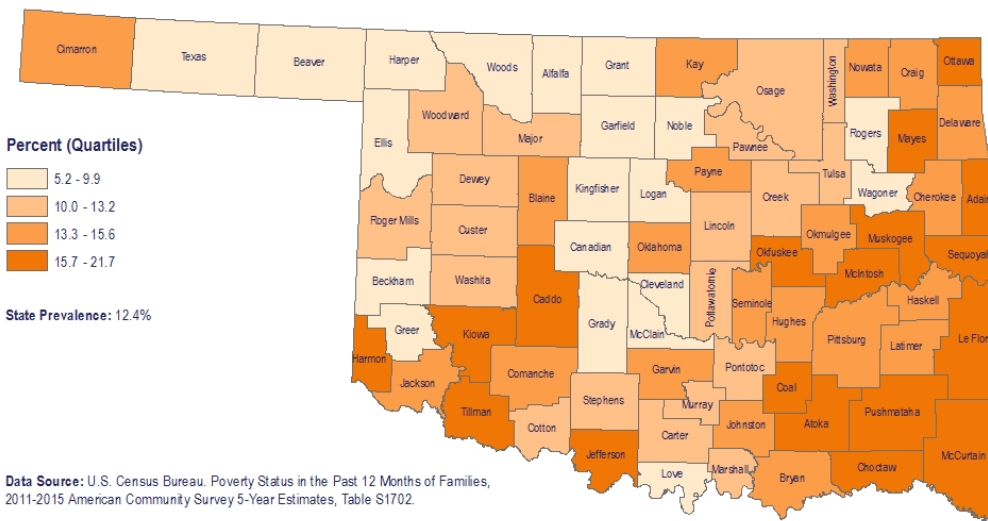 Cimarron
Texas
Beaver
Harper
Woods
Alfalfa
Grant
Kay
Osage
Washington
Nowata
Craig
Ottawa
Woodward
Major
Garfield
Noble
Pawnee
Rogers
Mayes
Delaware
Ellis
Percent (Quartiles)
5.2 - 9.9
10.0 - 13.2
13.3 - 15.6
15.7 - 21.7
State Prevalence: 12.4%
Dewey
Blaine
Kingfisher
Logan
Payne
Creek
Tulsa
Wagoner
Cherokee
Adair
Roger Mills
Custer
Canadian
Oklahoma
Lincoln
Okfuskee
Okmulgee
Muskogee
Sequoyah
Beckham
Washita
Caddo
Cleveland
Pottawatomie
Seminole
McIntosh
Haskell
Greer
Kiowa
Grady
McClain
Hughes
Pittsburg
Latimer
Le Flor
Harmon
Jackson
Comanche
Garvin
Pontotoc
Coal
Tillman
Cotton
Stephens
Murray
Carter
Johnston
Atoka
Pushmataha
McCurtain
Jefferson
Love
Marshall
Bryan
Choctaw
Data Source: U.S. Census Bureau. Poverty Status in the Past 12 Months of Families,
2011-2015 American Community Survey 5-Year Estimates, Table S1702.